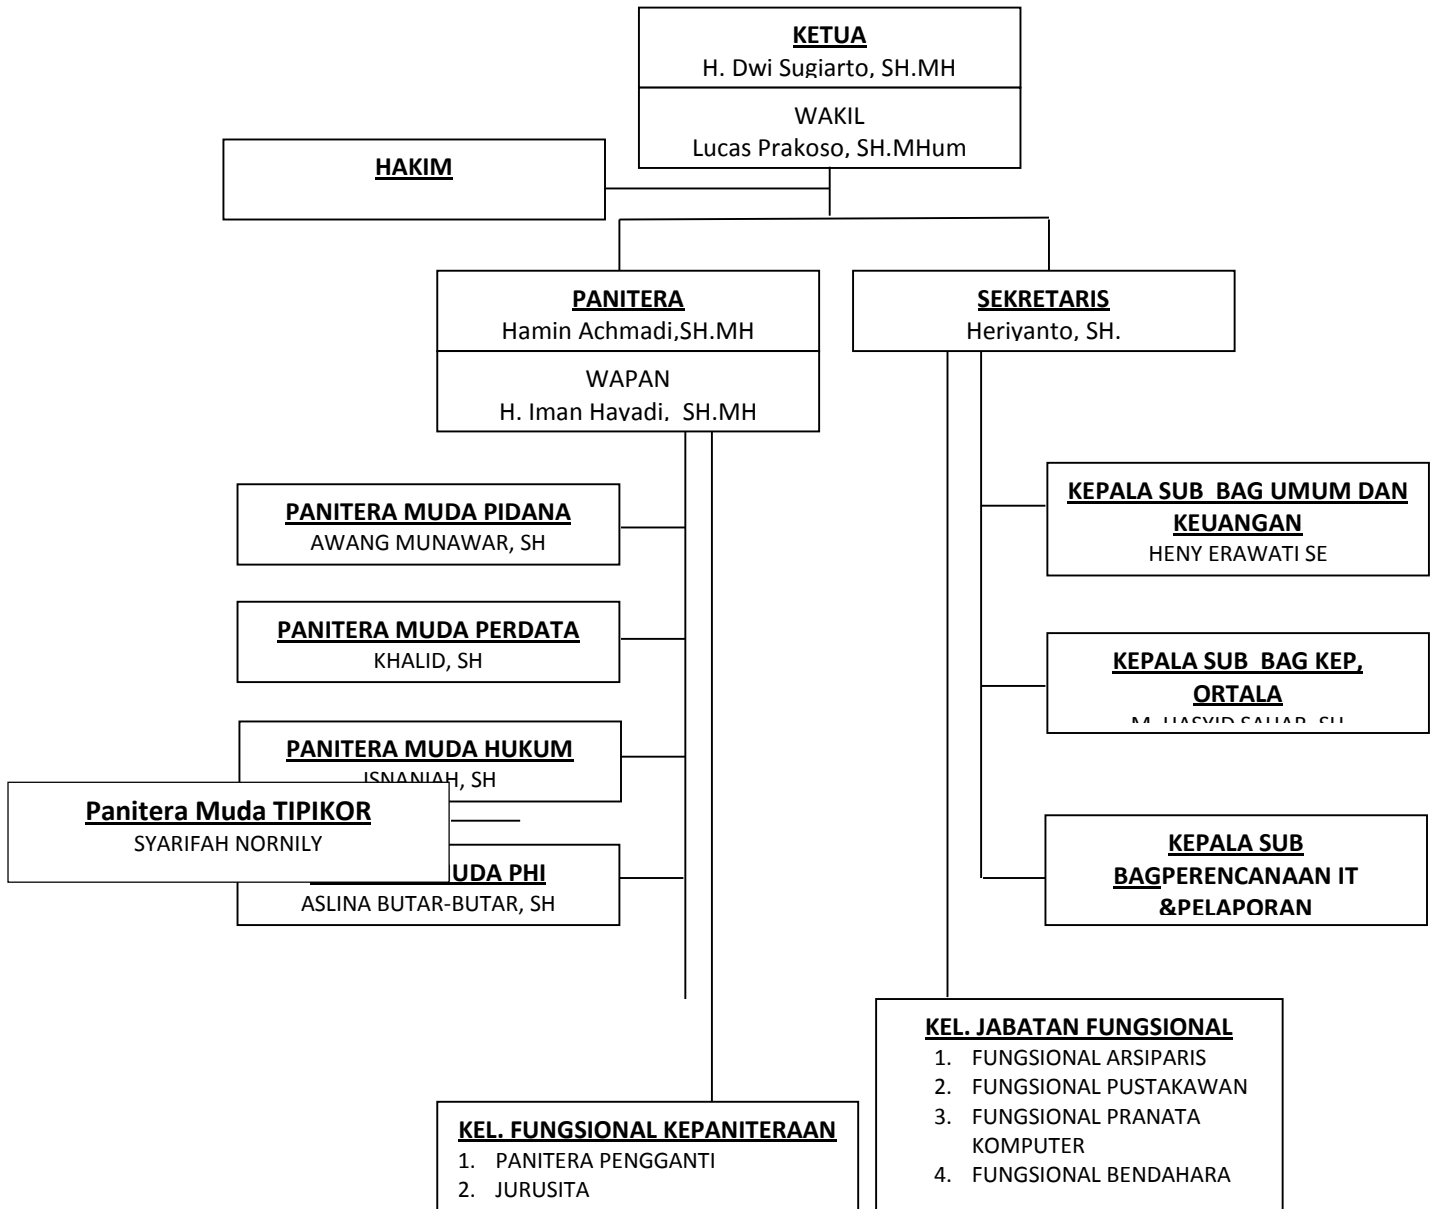 KETUA
H. Dwi Sugiarto, SH.MH
WAKIL
Lucas Prakoso, SH.MHum
HAKIM
PANITERA
Hamin Achmadi,SH.MH
WAPAN
H. Iman Hayadi, SH.MH
SEKRETARIS
Heriyanto, SH.
PANITERA MUDA PIDANA
AWANG MUNAWAR, SH
PANITERA MUDA PERDATA
KHALID, SH
PANITERA MUDA HUKUM
ISNANIAH, SH
Panitera Muda TIPIKOR
SYARIFAH NORNILY
UDA PHI
ASLINA BUTAR-BUTAR, SH
KEPALA SUB BAG UMUM DAN
KEUANGAN
HENY ERAWATI SE
KEPALA SUB BAG KEP,
ORTALA
KEPALA SUB
BAGPERENCANAAN IT
&PELAPORAN
KEL. FUNGSIONAL KEPANITERAAN
1. PANITERA PENGGANTI
2. JURUSITA
KEL. JABATAN FUNGSIONAL
1. FUNGSIONAL ARSIPARIS
2. FUNGSIONAL PUSTAKAWAN
3. FUNGSIONAL PRANATA
KOMPUTER
4. FUNGSIONAL BENDAHARA